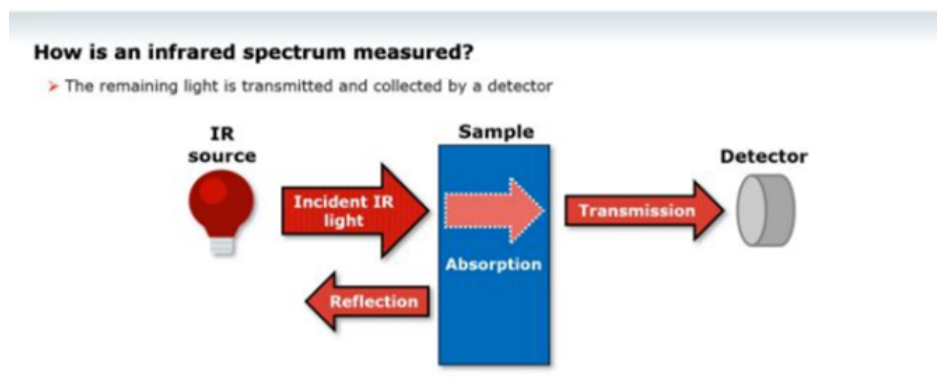 How is an infrared spectrum measured?
➢ The remaining light is transmitted and collected by a detector
IR
source
Incident IR
light
Reflection
Sample
Absorption
Transmission
Detector